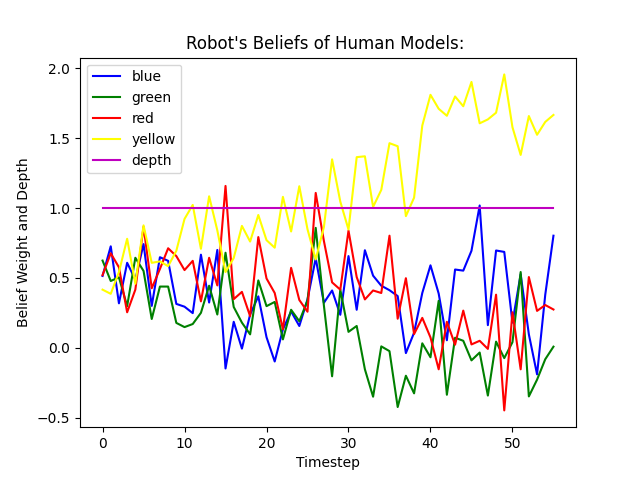 Robot's Beliefs of Human Models:
blue
green
red
yellow
depth
Belief Weight and Depth
2.0
1.5
1.0
0.5
0.0
−0.5
0 10 20 30 40 50
Timestep